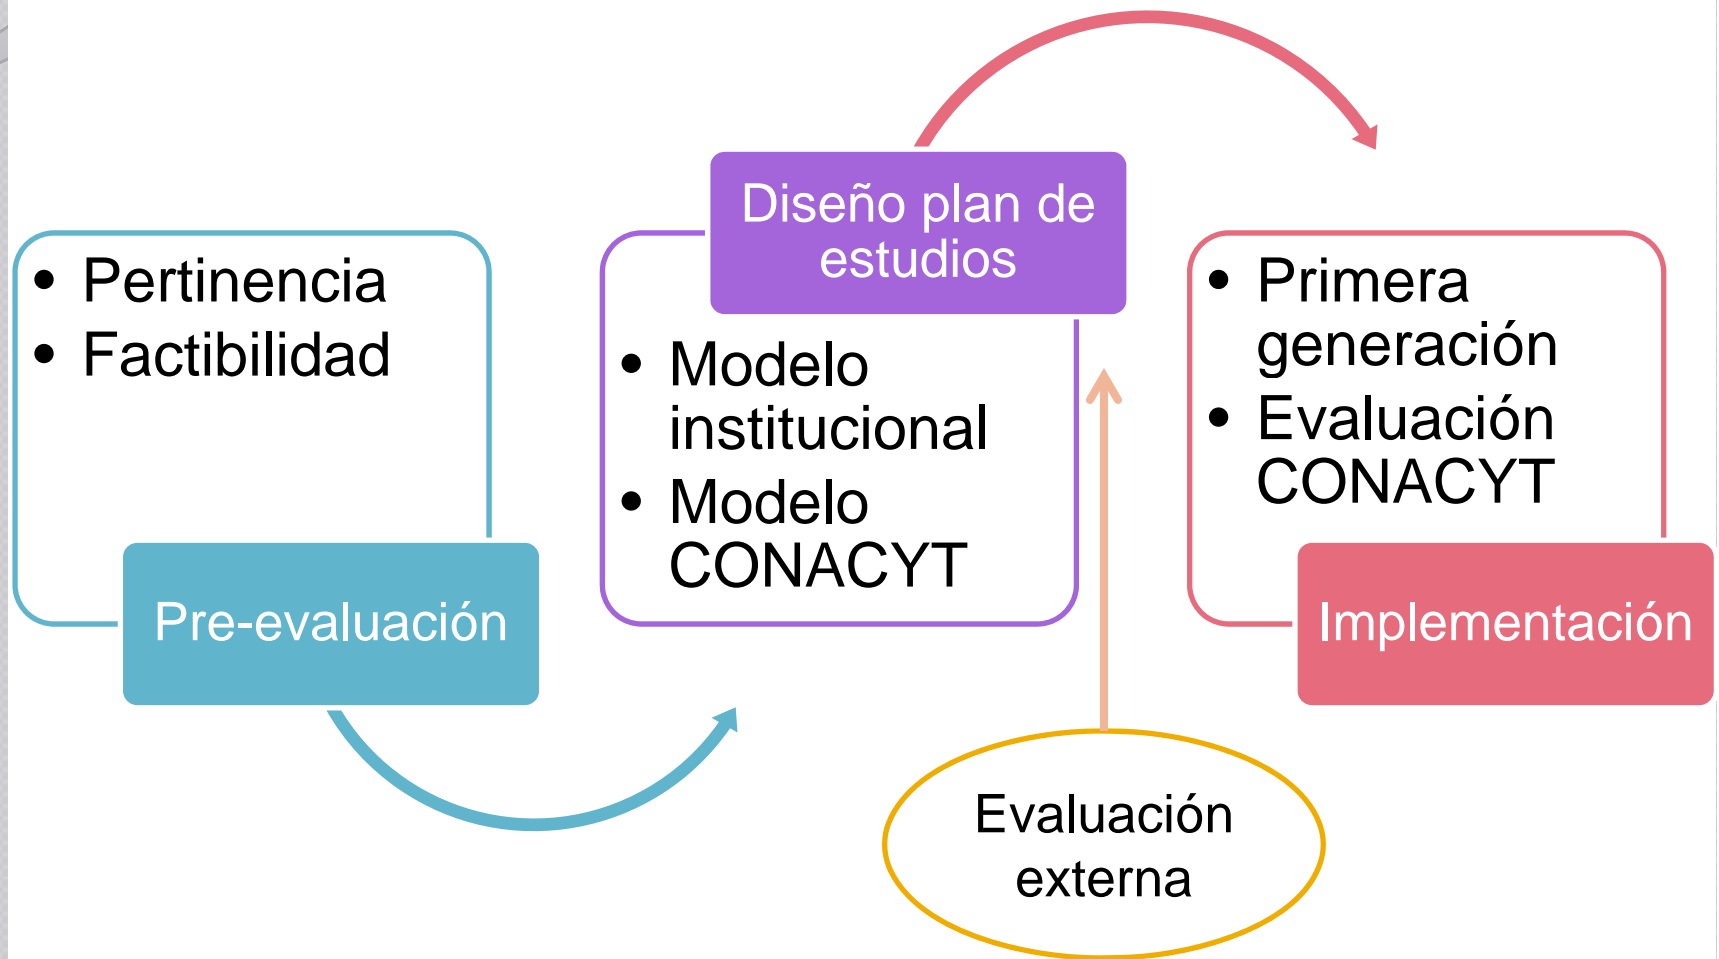 • Pertinencia
• Factibilidad
Pre-evaluación
Diseño plan de
estudios
• Modelo
institucional
• Modelo
CONACYT
• Primera
generación
• Evaluación
CONACYT
Implementación
Evaluación
externa